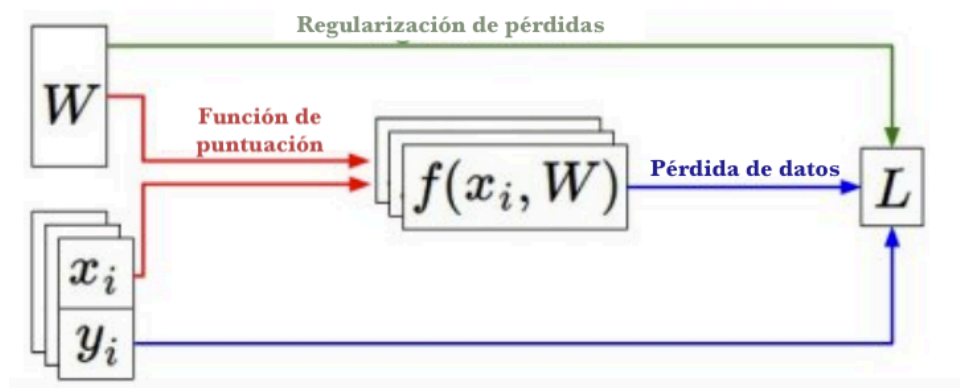 Regularización de pérdidas
W
Función de
puntuación
f(x_i, W)
Pérdida de datos
L
x_i
y_i